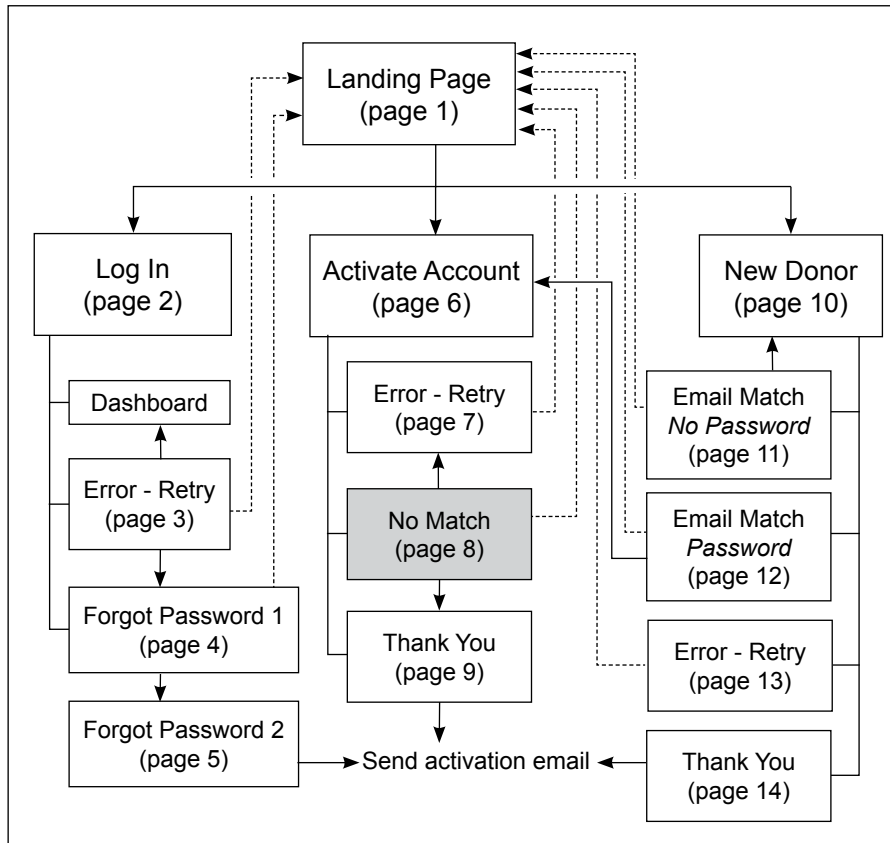 Landing Page
(page 1)
Log In
(page 2)
Activate Account
(page 6)
New Donor
(page 10)
Dashboard
Error - Retry
(page 3)
Forgot Password 1
(page 4)
Forgot Password 2
(page 5)
Error - Retry
(page 7)
No Match
(page 8)
Thank You
(page 9)
Send activation email
Email Match
No Password
(page 11)
Email Match
Password
(page 12)
Error - Retry
(page 13)
Thank You
(page 14)